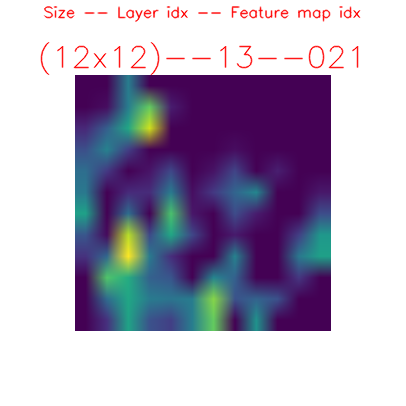 Size -- Layer idx -- Feature map idx
(12x12)--13--021